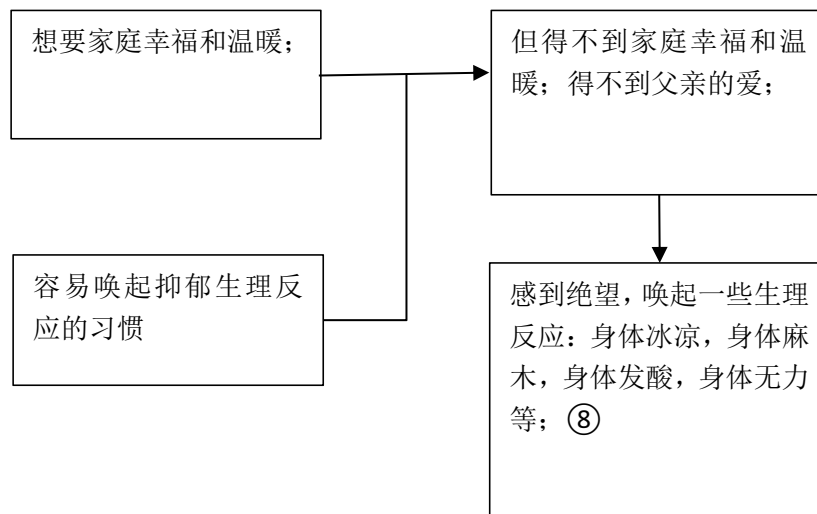 想要家庭幸福和温暖；
但得不到家庭幸福和温
暖；得不到父亲的爱；
容易唤起抑郁生理反
应的习惯
感到绝望，唤起一些生理
反应：身体冰凉，身体麻
木，身体发酸，身体无力
等；⑧